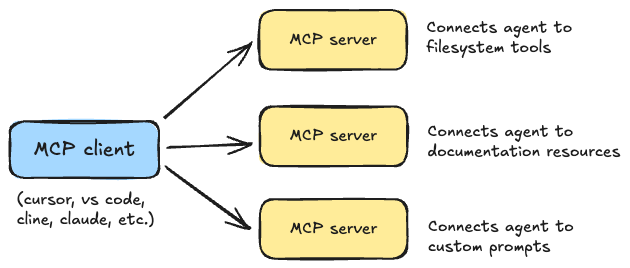 MCP server
Connects agent to
filesystem tools
MCP client
(cursor, vs code,
cline, claude, etc.)
MCP server
Connects agent to
documentation resources
MCP server
Connects agent to
custom prompts